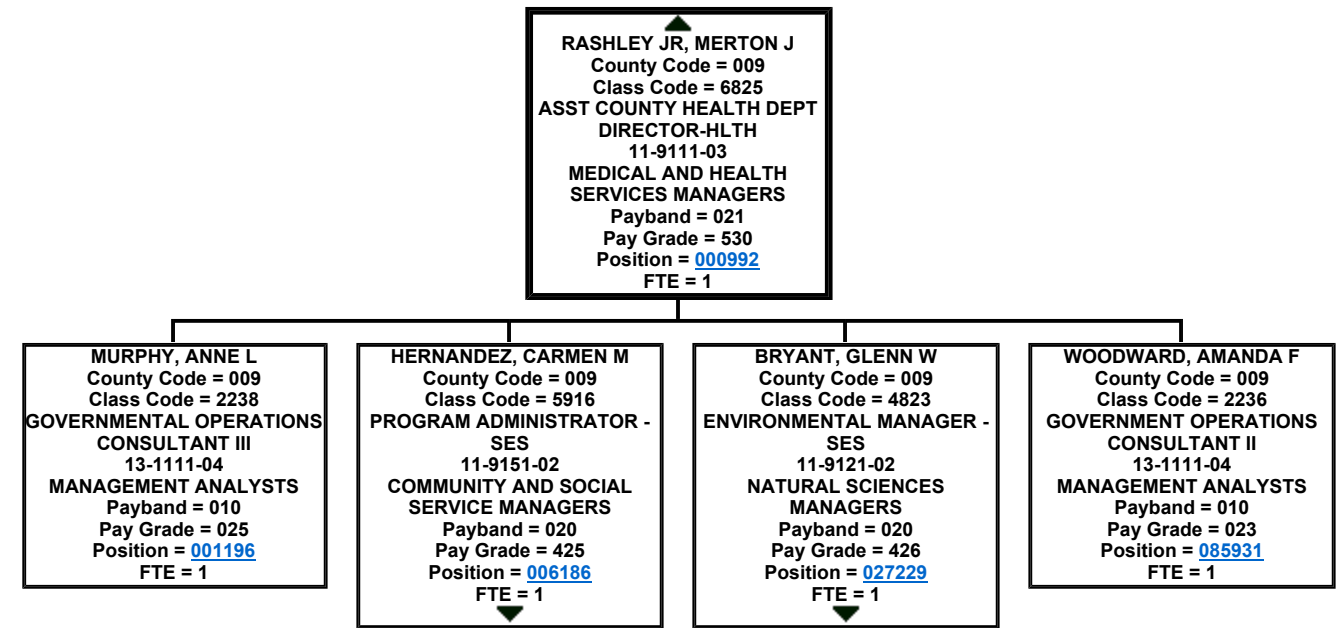 RASHLEY JR, MERTON J
County Code = 009
Class Code = 6825
ASST COUNTY HEALTH DEPT
DIRECTOR-HLTH
11-9111-03
MEDICAL AND HEALTH
SERVICES MANAGERS
Payband = 021
Pay Grade = 530
Position = 000992
FTE = 1
MURPHY, ANNE L
County Code = 009
Class Code = 2238
GOVERNMENTAL OPERATIONS
CONSULTANT III
13-1111-04
MANAGEMENT ANALYSTS
Payband = 010
Pay Grade = 025
Position = 001196
FTE = 1
HERNANDEZ, CARMEN M
County Code = 009
Class Code = 5916
PROGRAM ADMINISTRATOR -
SES
11-9151-02
COMMUNITY AND SOCIAL
SERVICE MANAGERS
Payband = 020
Pay Grade = 425
Position = 006186
FTE = 1
BRYANT, GLENN W
County Code = 009
Class Code = 4823
ENVIRONMENTAL MANAGER -
SES
11-9121-02
NATURAL SCIENCES
MANAGERS
Payband = 020
Pay Grade = 426
Position = 027229
FTE = 1
WOODWARD, AMANDA F
County Code = 009
Class Code = 2236
GOVERNMENT OPERATIONS
CONSULTANT II
13-1111-04
MANAGEMENT ANALYSTS
Payband = 010
Pay Grade = 023
Position = 085931
FTE = 1